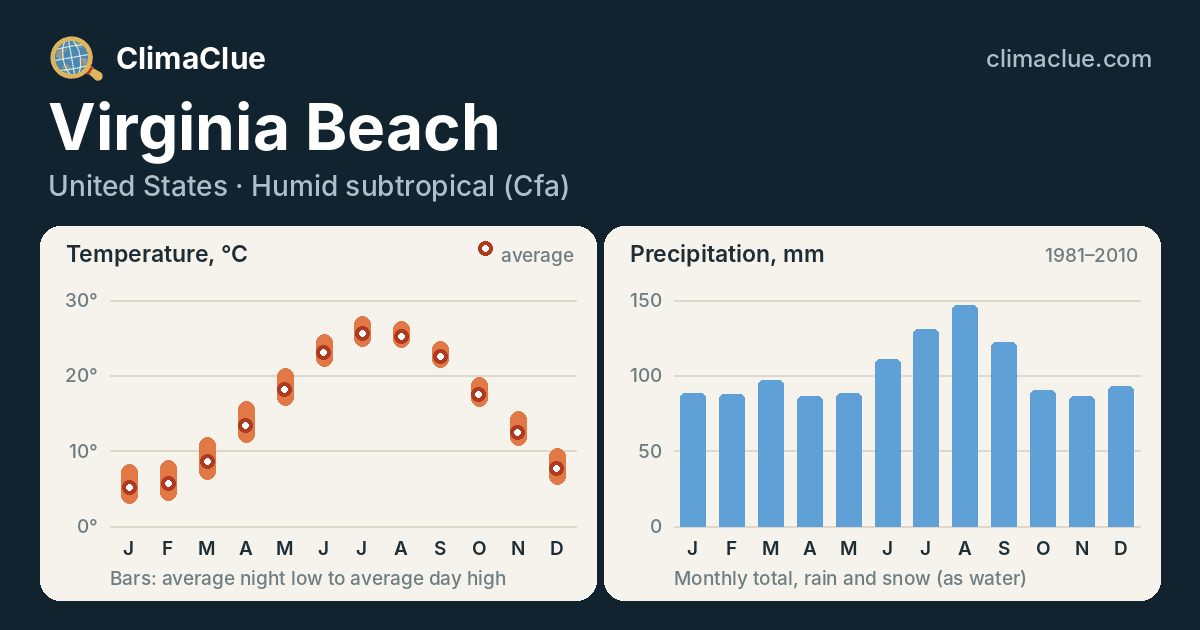 ClimaClue
climaclue.com
Virginia Beach
United States · Humid subtropical (Cfa)
Temperature, °C
average
30°
20°
10°
0°
J F M A M J J A S O N D
Bars: average night low to average day high
Precipitation, mm
1981–2010
150
100
50
0
J F M A M J J A S O N D
Monthly total, rain and snow (as water)